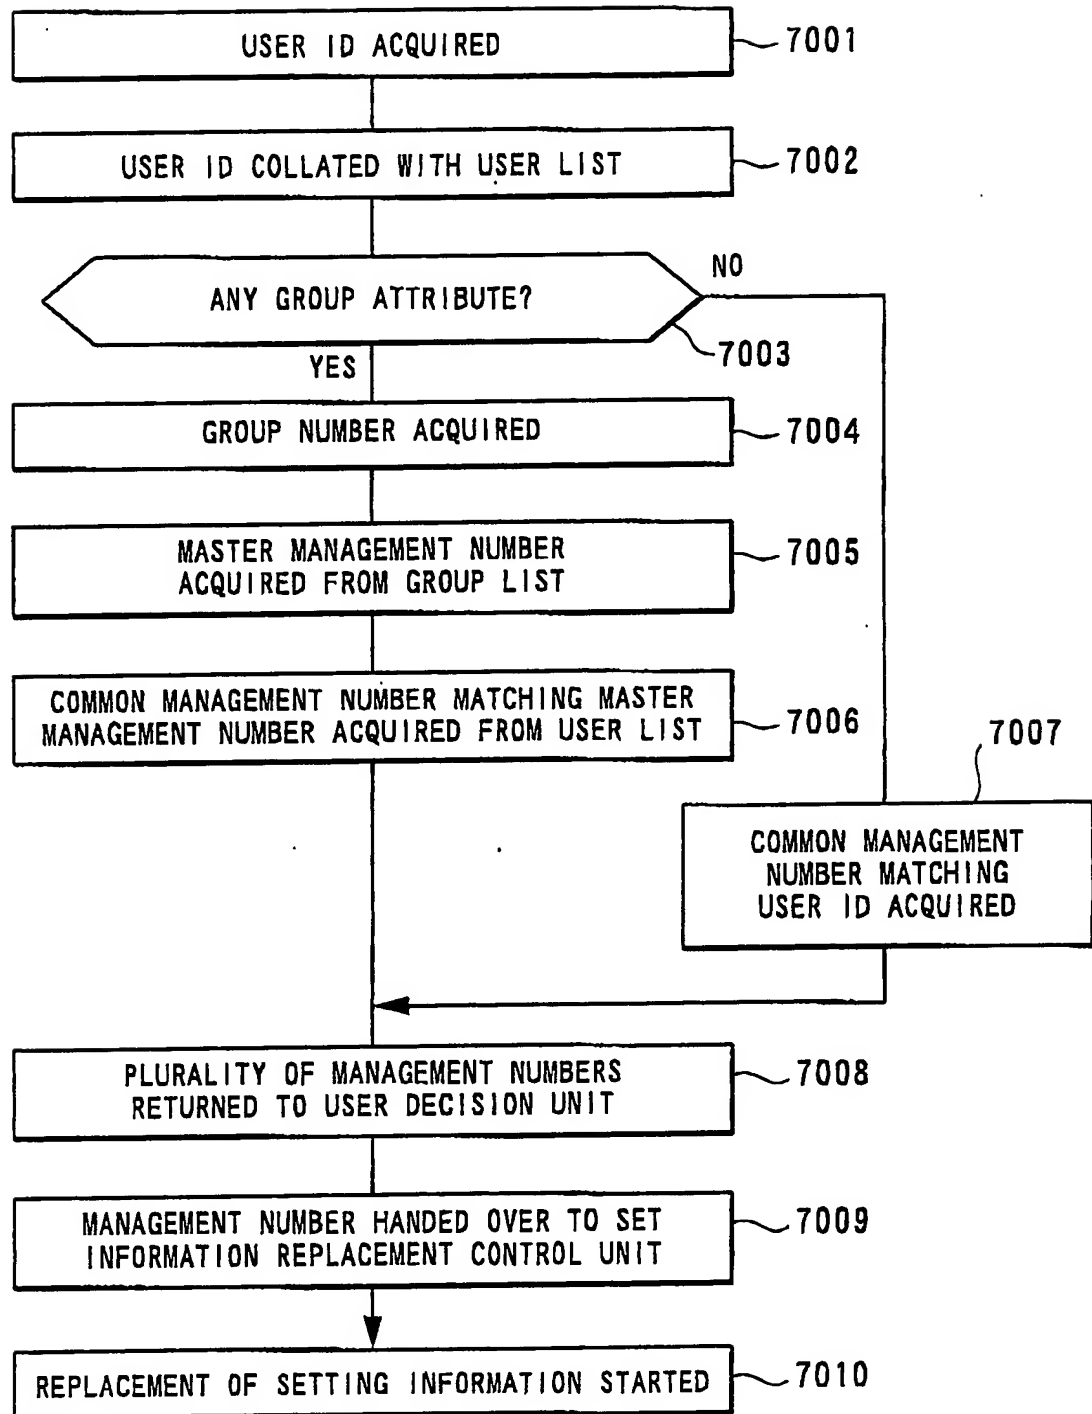 USER ID ACQUIRED
7001
USER ID COLLATED WITH USER LIST
7002
ANY GROUP ATTRIBUTE?
NO
7003
YES
GROUP NUMBER ACQUIRED
7004
MASTER MANAGEMENT NUMBER
ACQUIRED FROM GROUP LIST
7005
COMMON MANAGEMENT NUMBER MATCHING MASTER
MANAGEMENT NUMBER ACQUIRED FROM USER LIST
7006
7007
COMMON MANAGEMENT
NUMBER MATCHING
USER ID ACQUIRED
PLURALITY OF MANAGEMENT NUMBERS
RETURNED TO USER DECISION UNIT
7008
MANAGEMENT NUMBER HANDED OVER TO SET
INFORMATION REPLACEMENT CONTROL UNIT
7009
REPLACEMENT OF SETTING INFORMATION STARTED
7010